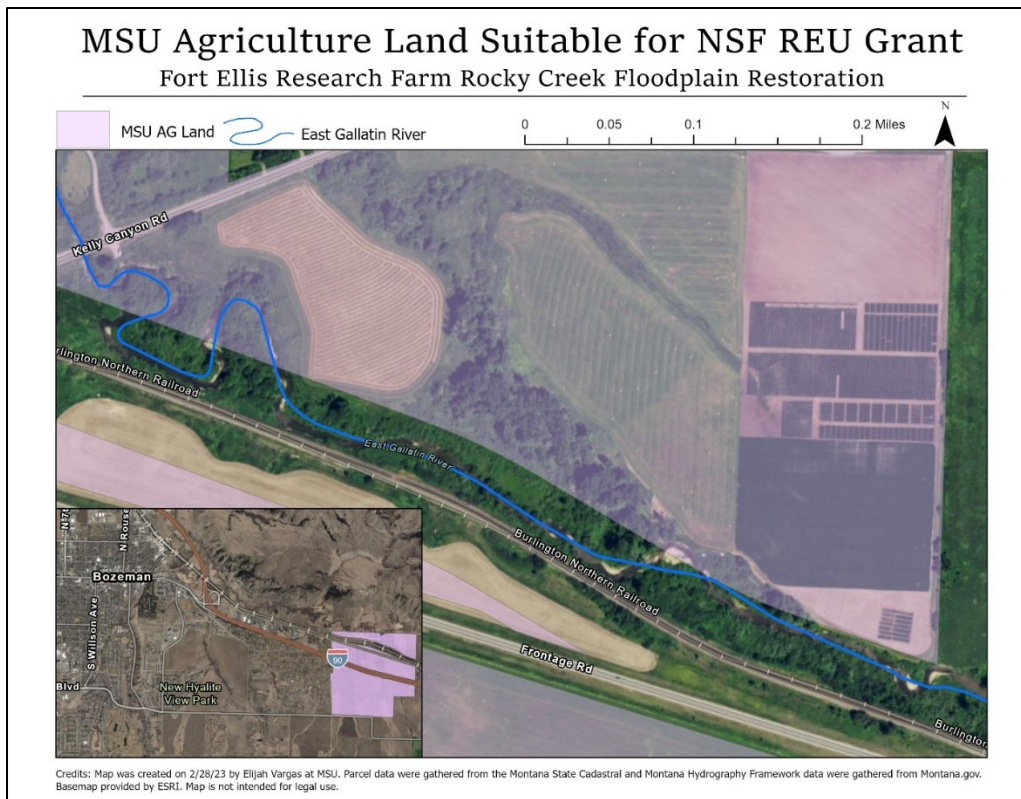 MSU Agriculture Land Suitable for NSF REU Grant
Fort Ellis Research Farm Rocky Creek Floodplain Restoration
MSU AG Land
East Gallatin River
0 0.05 0.1 0.2 Miles
N
Kelly Canyon Rd
rlington Northern Railroad
East Gallatin River
Burlington Northern Railroad
Frontage Rd
Burlington
N 7t
N Rouse
Bozeman
S Willson Ave
90
Blvd
New Hyalite
View Park
Credits: Map was created on 2/28/23 by Elijah Vargas at MSU. Parcel data were gathered from the Montana State Cadastral and Montana Hydrography Framework data were gathered from Montana.gov.
Basemap provided by ESRI. Map is not intended for legal use.